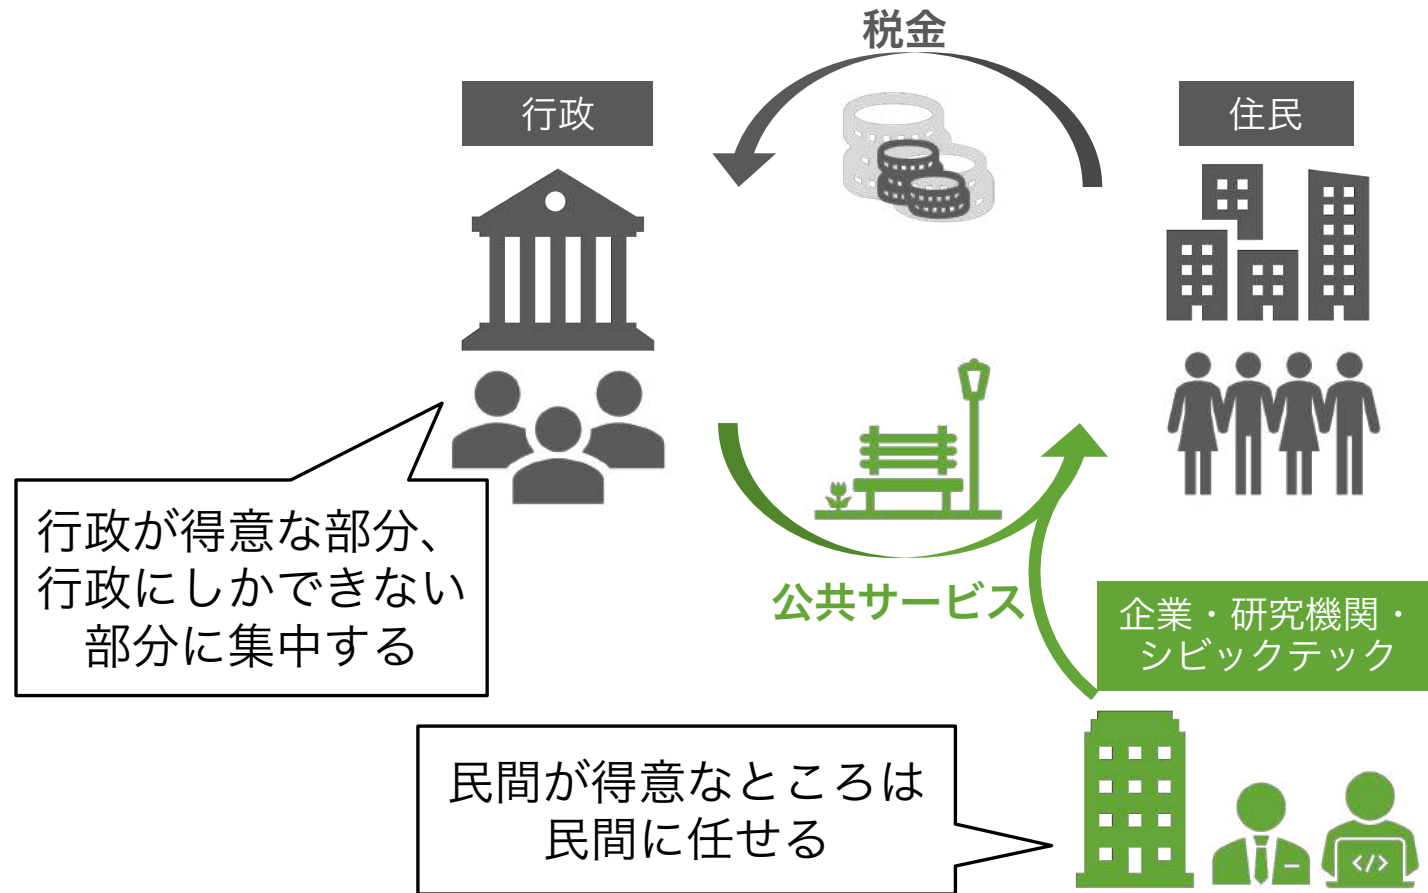 税金
行政
住民
行政が得意な部分、
行政にしかできない
部分に集中する
公共サービス
企業・研究機関・
シビックテック
民間が得意なところは
民間に任せる
</>